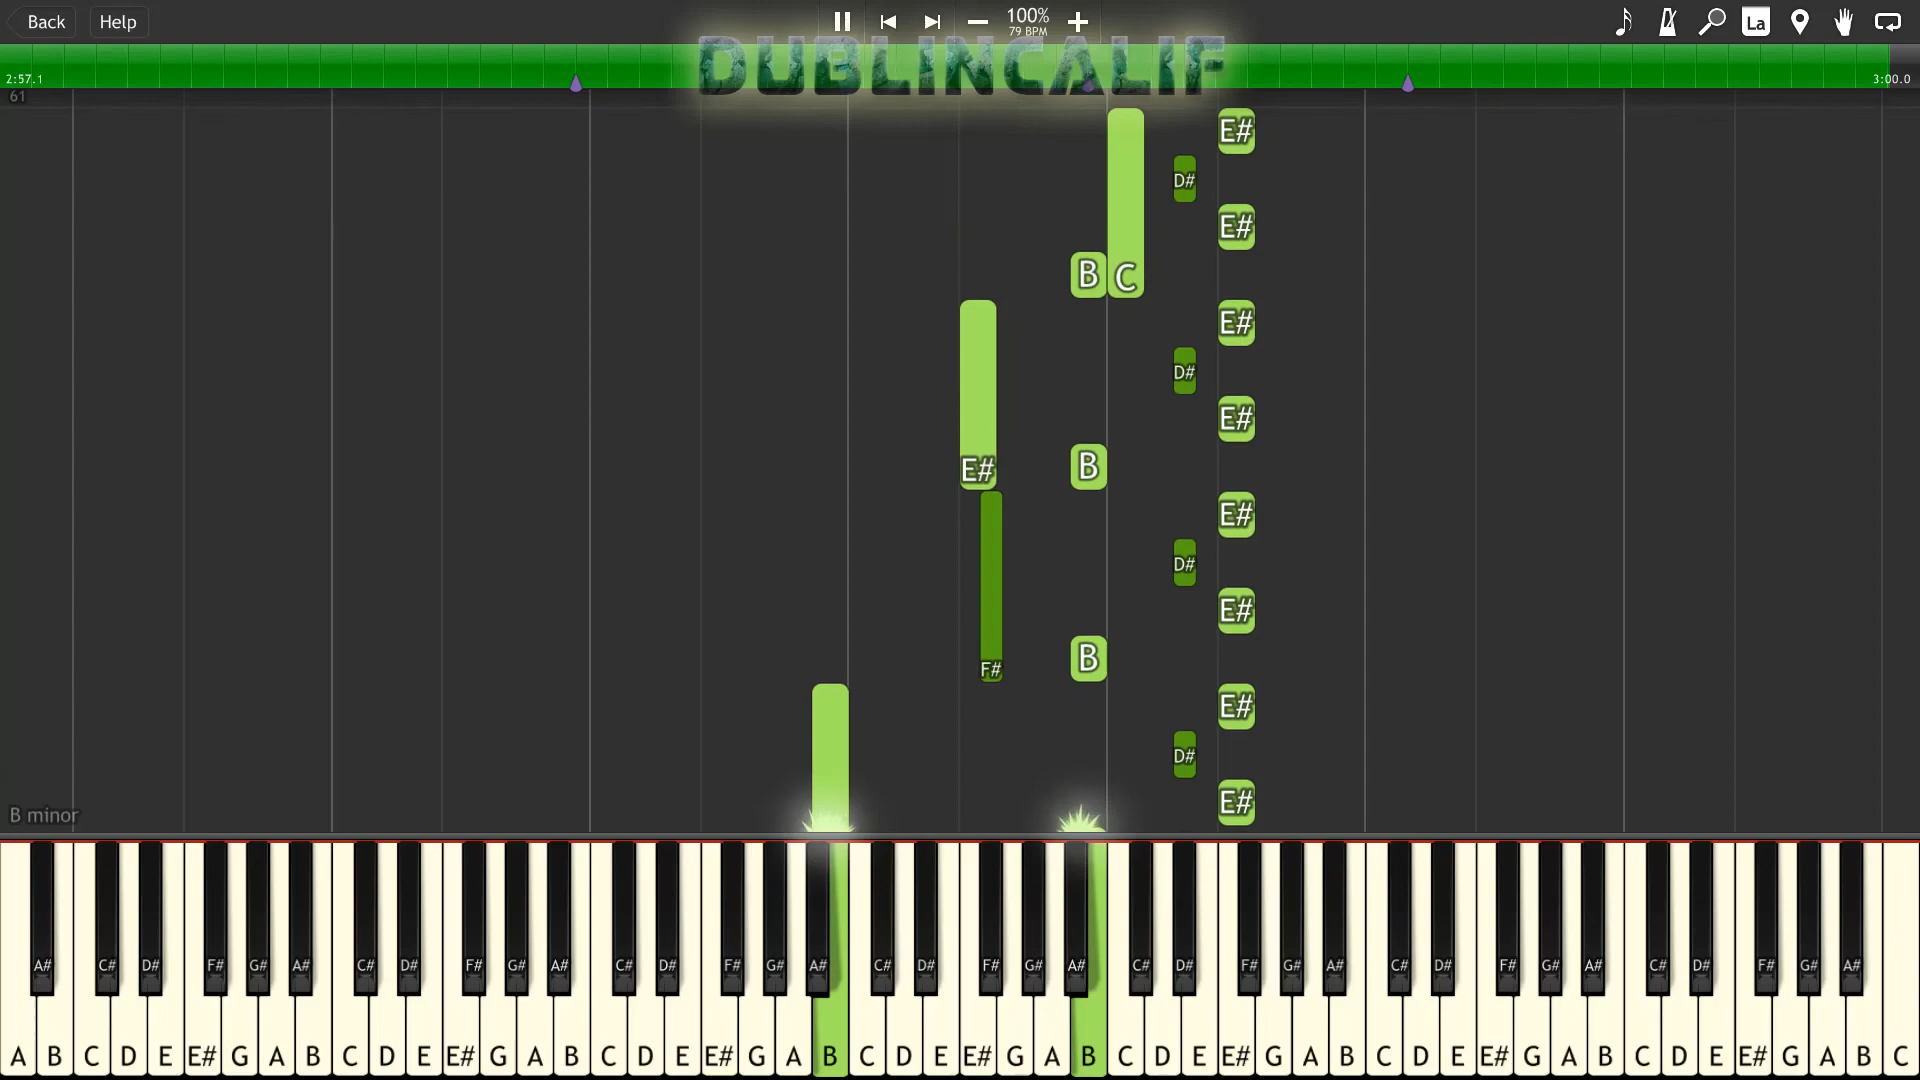 Back Help 100%
79 BPM La
DUBLINCALIF
2:57.1 3:00.0
61
E#
D#
E#
B C
E#
D#
E#
E# B
E#
D#
E#
F# B
E#
D#
E#
B minor
A# C# D# F# G# A# C# D# F# G# A# C# D# F# G# A# C# D# F# G# A# C# D# F# G# A# C# D# F# G# A# C# D# F# G# A#
A B C D E E# G A B C D E E# G A B C D E E# G A B C D E E# G A B C D E E# G A B C D E E# G A B C D E E# G A B C